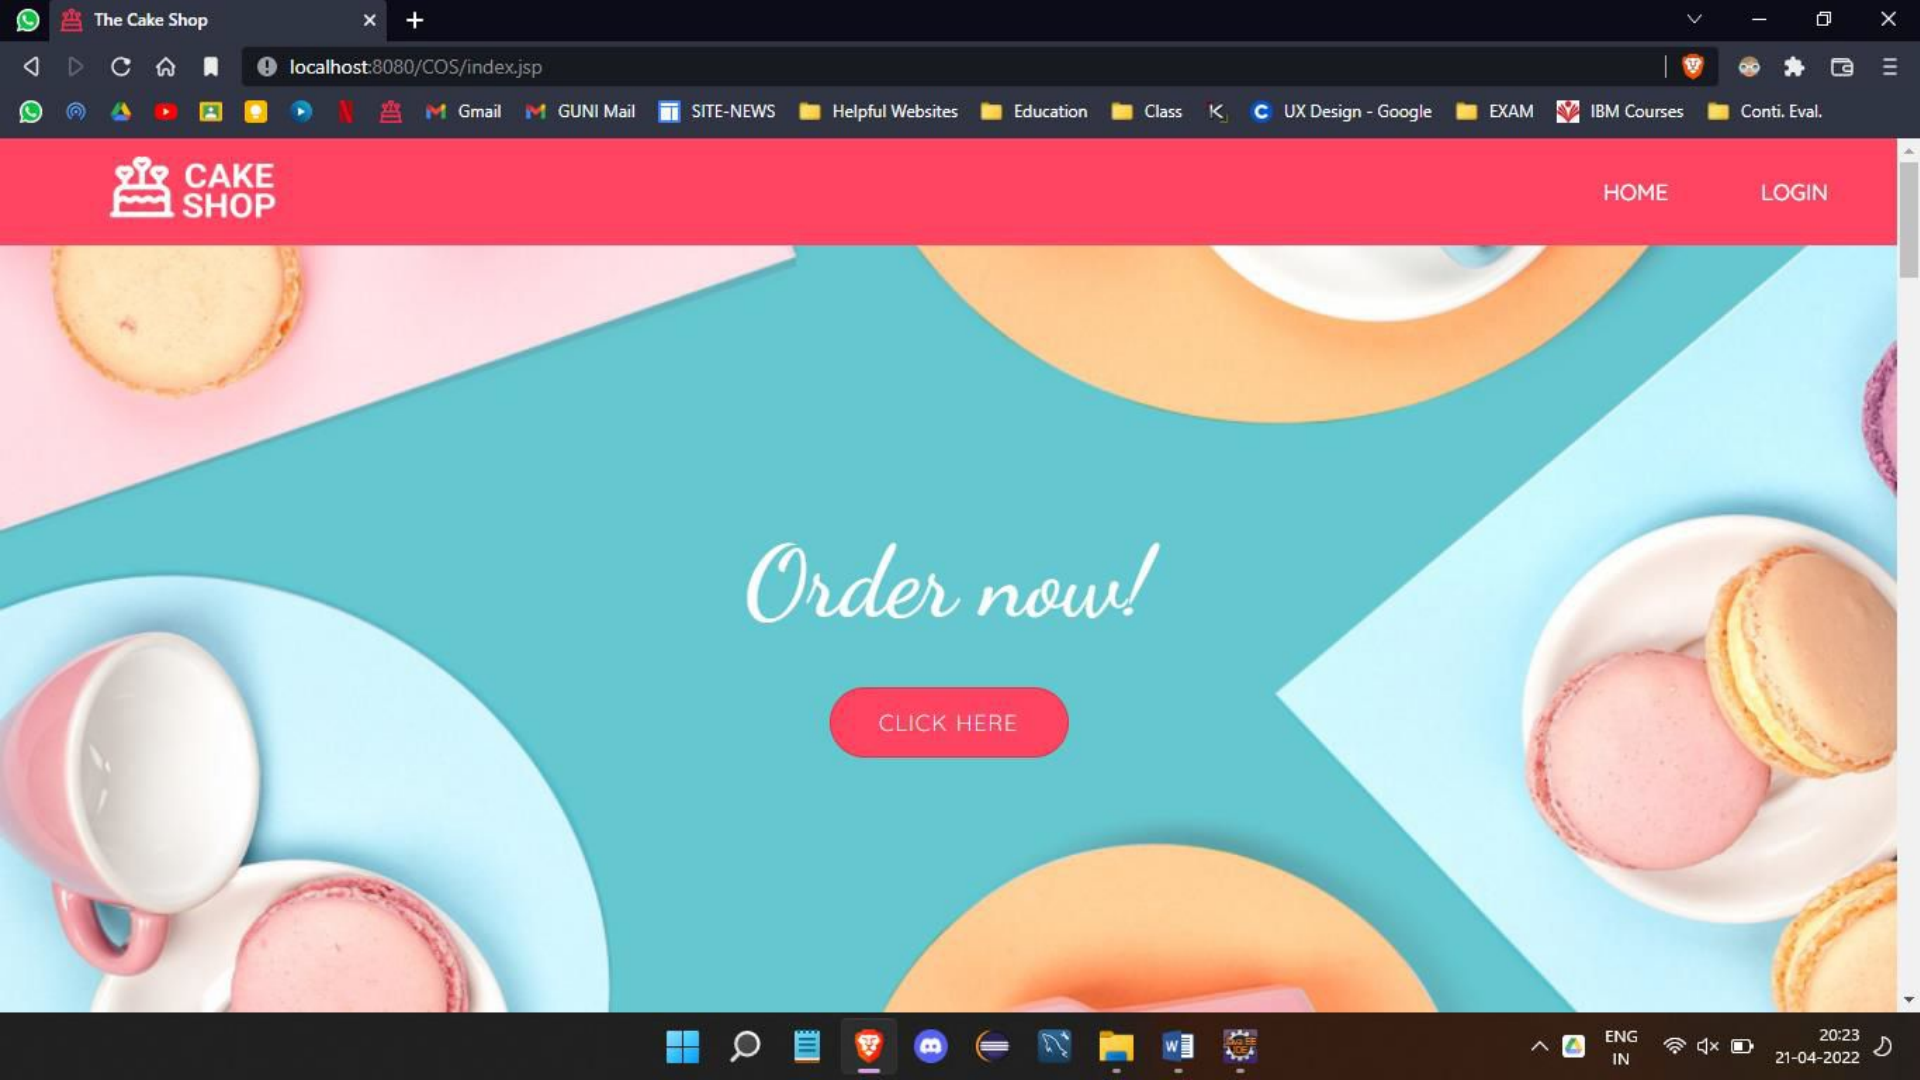 The Cake Shop
localhost:8080/COS/index.jsp
Gmail
GUNI Mail
SITE-NEWS
Helpful Websites
Education
Class
UX Design - Google
EXAM
IBM Courses
Conti. Eval.
CAKE
SHOP
HOME
LOGIN
Order now!
CLICK HERE
ENG
IN
20:23
21-04-2022